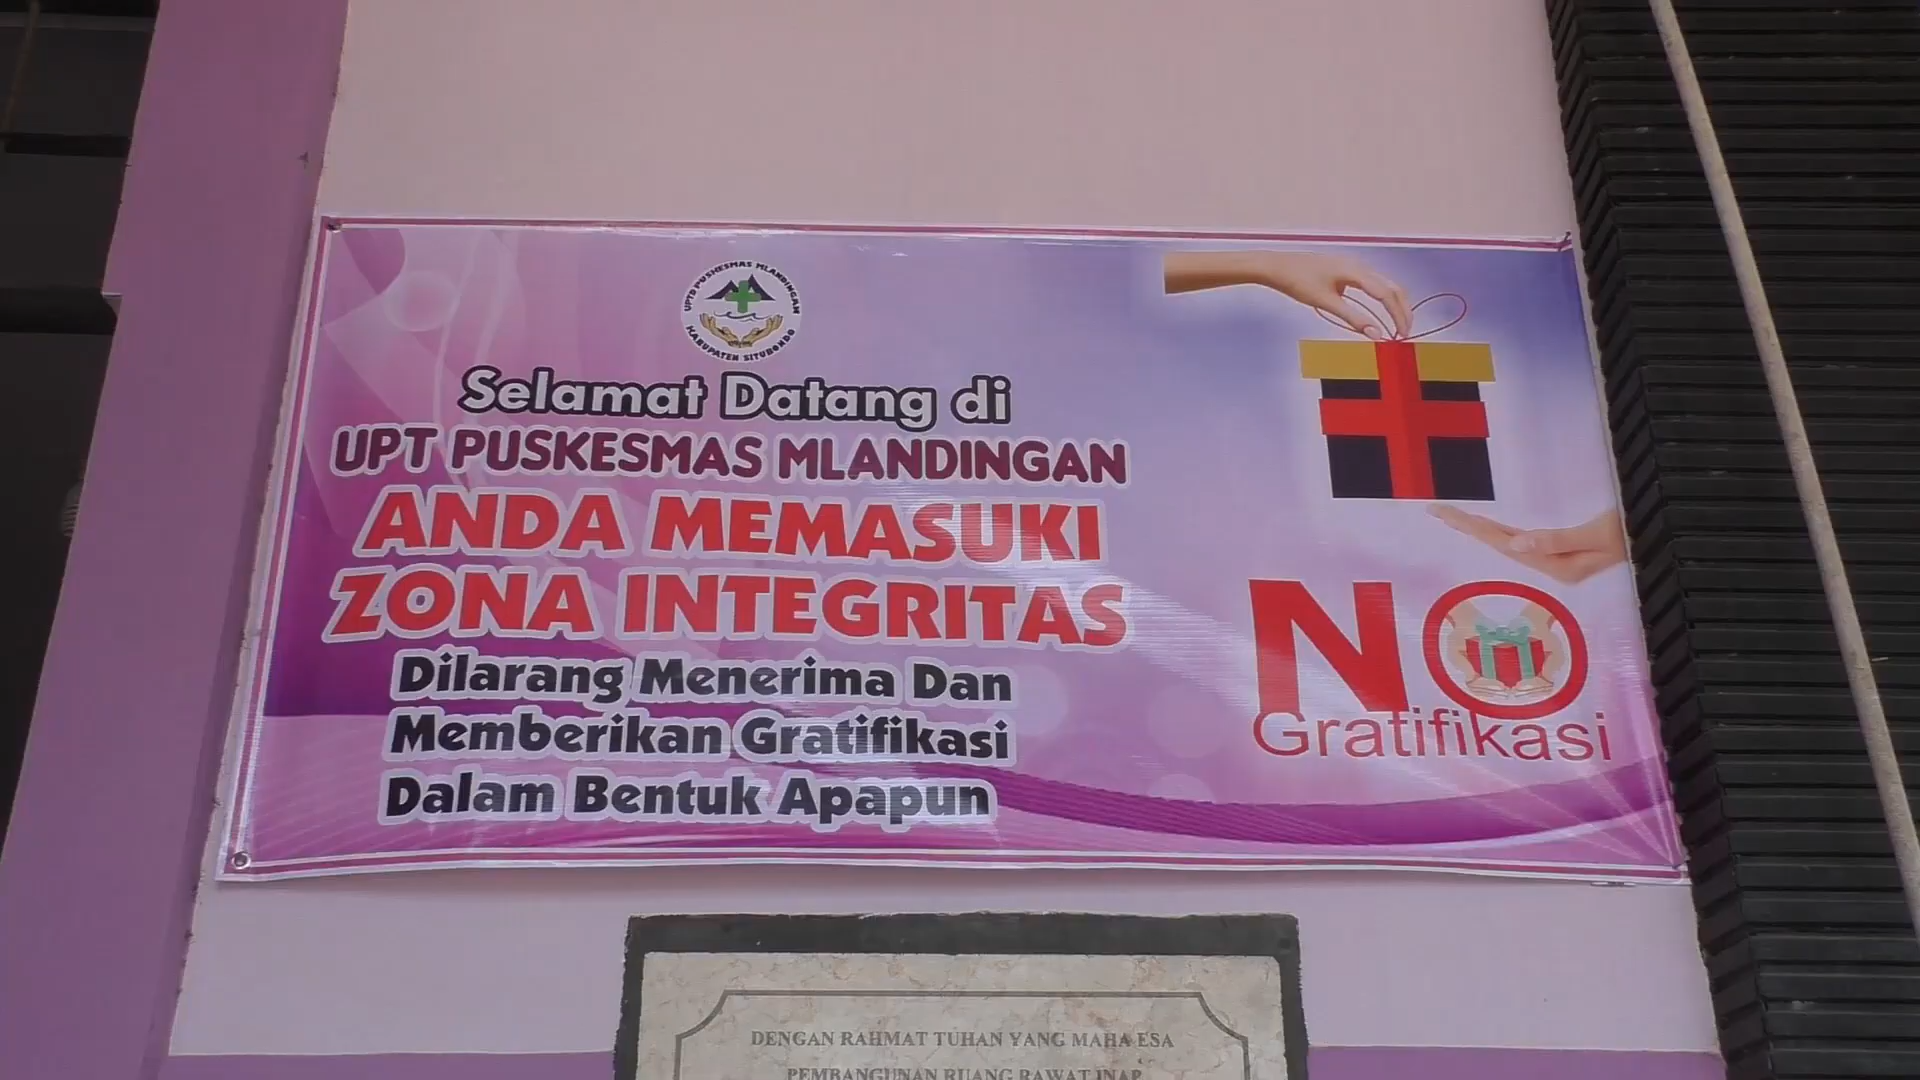 UPTD PUSKESMAS MLANDINGAN
KABUPATEN SITUBONDO
Selamat Datang di
UPT PUSKESMAS MLANDINGAN
ANDA MEMASUKI
ZONA INTEGRITAS
Dilarang Menerima Dan
Memberikan Gratifikasi
Dalam Bentuk Apapun
NO
Gratifikasi
DENGAN RAHMAT TUHAN YANG MAHA ESA
PEMBANGUNAN RUANG RAWAT INAP